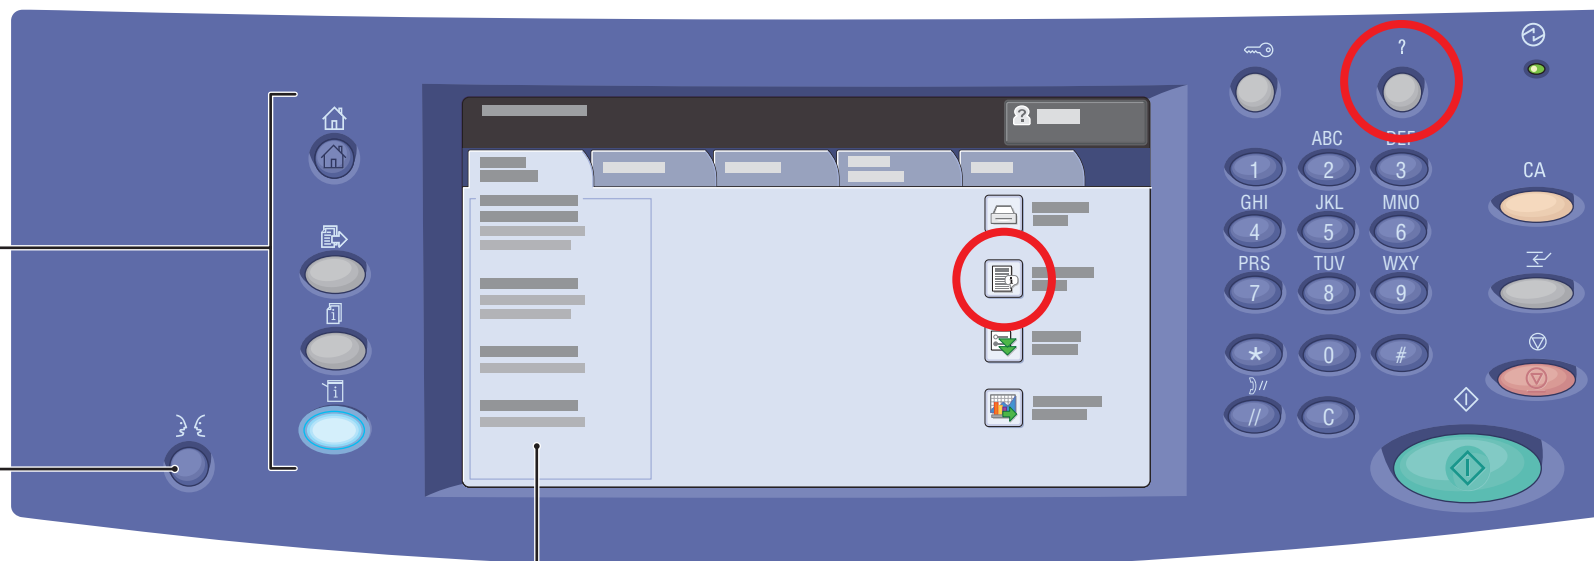 ?
?
ABC DEF
1 2 3
CA
GHI JKL MNO
4 5 6
PRS TUV WXY
7 8 9
i
* 0 #
i
// C